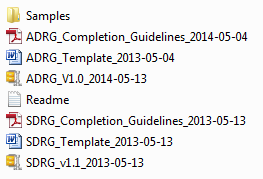 Samples
ADRG_Completion_Guidelines_2014-05-04
ADRG_Template_2013-05-04
ADRG_V1.0_2014-05-13
Readme
SDRG_Completion_Guidelines_2013-05-13
SDRG_Template_2013-05-13
SDRG_v1.1_2013-05-13